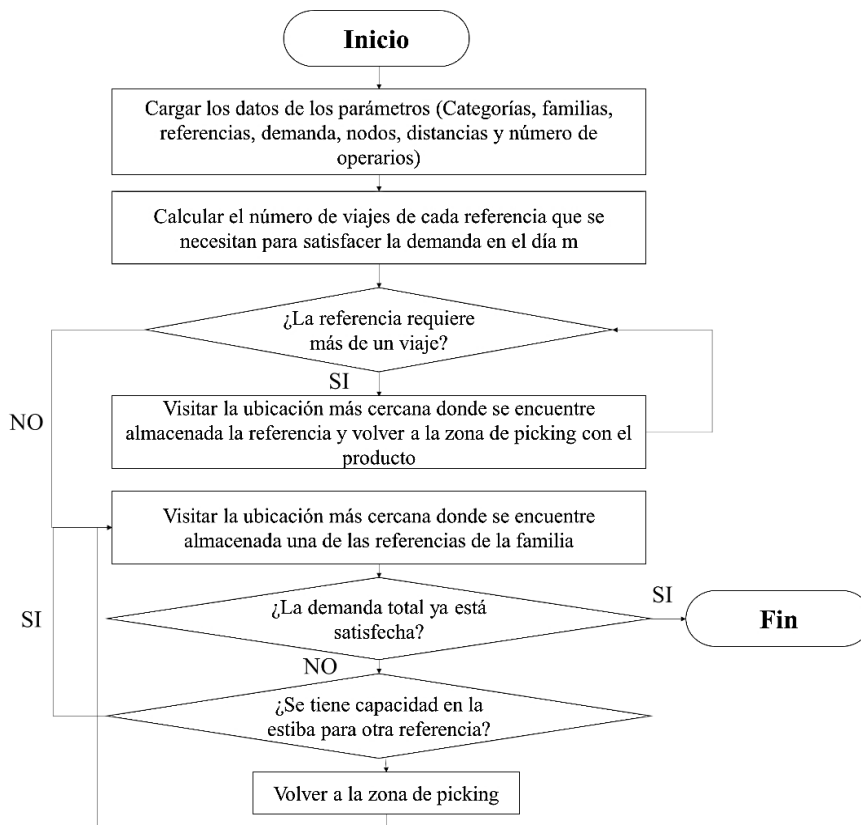 Inicio
Cargar los datos de los parámetros (Categorías, familias,
referencias, demanda, nodos, distancias y número de
operarios)
Calcular el número de viajes de cada referencia que se
necesitan para satisfacer la demanda en el día m
¿La referencia requiere
más de un viaje?
SI
NO
Visitar la ubicación más cercana donde se encuentre
almacenada la referencia y volver a la zona de picking con el
producto
Visitar la ubicación más cercana donde se encuentre
almacenada una de las referencias de la familia
¿La demanda total ya está
satisfecha?
SI
Fin
SI
NO
¿Se tiene capacidad en la
estiba para otra referencia?
Volver a la zona de picking